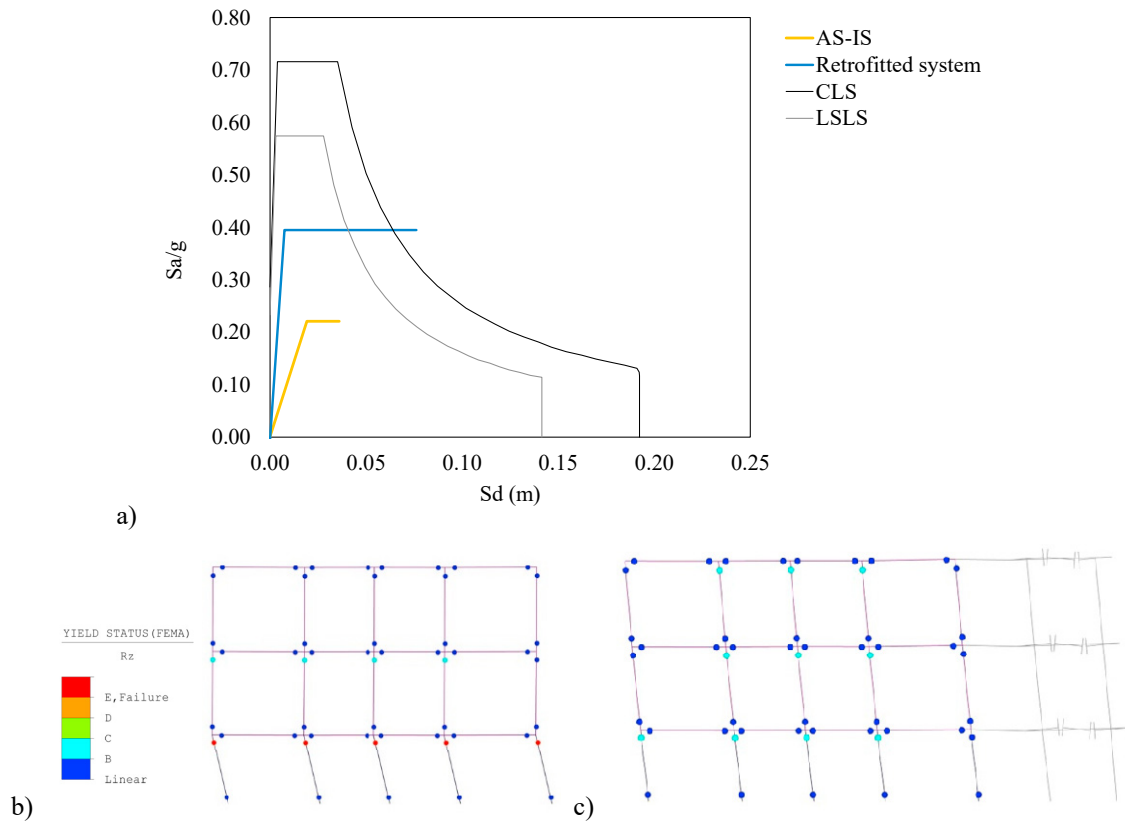 0.80
0.70
0.60
0.50
0.40
0.30
0.20
0.10
0.00
Sa/g
0.00 0.05 0.10 0.15 0.20 0.25
Sd (m)
AS-IS
Retrofitted system
CLS
LSLS
a)
YIELD STATUS(FEMA)
Rz
E,Failure
D
C
B
Linear
b)
c)